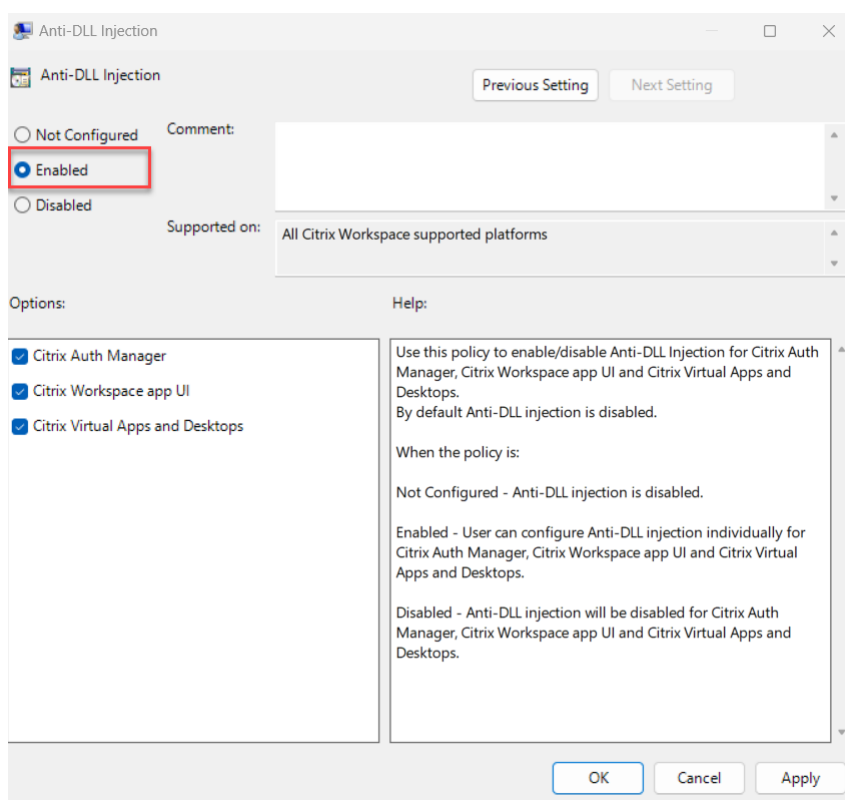 Anti-DLL Injection
Anti-DLL Injection
Previous Setting
Next Setting
Not Configured
Comment:
Enabled
Disabled
Supported on:
All Citrix Workspace supported platforms
Options:
Help:
Citrix Auth Manager
Citrix Workspace app UI
Citrix Virtual Apps and Desktops
Use this policy to enable/disable Anti-DLL Injection for Citrix Auth
Manager, Citrix Workspace app UI and Citrix Virtual Apps and
Desktops.
By default Anti-DLL injection is disabled.
When the policy is:
Not Configured - Anti-DLL injection is disabled.
Enabled - User can configure Anti-DLL injection individually for
Citrix Auth Manager, Citrix Workspace app UI and Citrix Virtual
Apps and Desktops.
Disabled - Anti-DLL injection will be disabled for Citrix Auth
Manager, Citrix Workspace app UI and Citrix Virtual Apps and
Desktops.
OK
Cancel
Apply